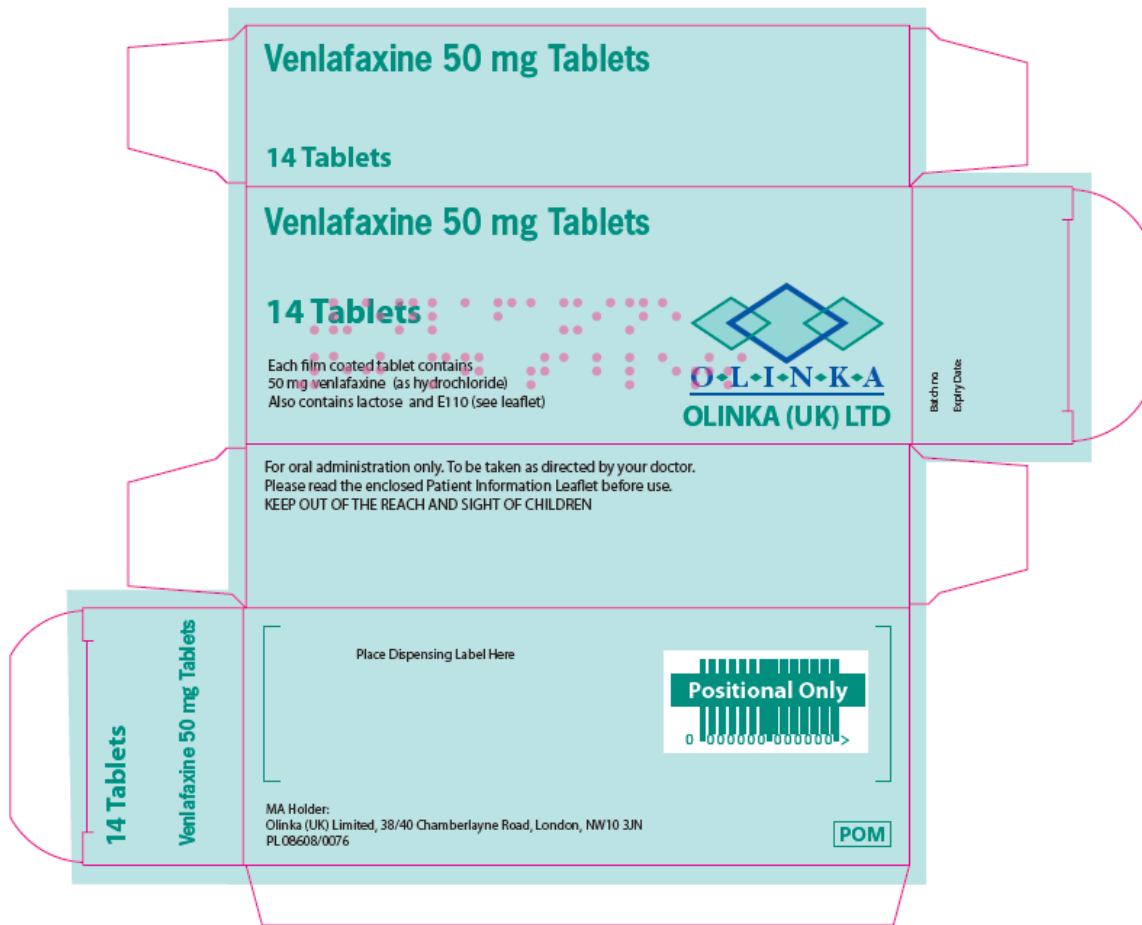 Venlafaxine 50 mg Tablets
14 Tablets
Venlafaxine 50 mg Tablets
14 Tablets
Each film coated tablet contains
50 mg venlafaxine (as hydrochloride)
Also contains lactose and E110 (see leaflet)
O•L•I•N•K•A
OLINKA (UK) LTD
Batch no
Expiry Date:
For oral administration only. To be taken as directed by your doctor.
Please read the enclosed Patient Information Leaflet before use.
KEEP OUT OF THE REACH AND SIGHT OF CHILDREN
14 Tablets
Venlafaxine 50 mg Tablets
Place Dispensing Label Here
Positional Only
0 000000 000000 >
MA Holder:
Olinka (UK) Limited, 38/40 Chamberlayne Road, London, NW10 3JN
PL 08608/0076
POM